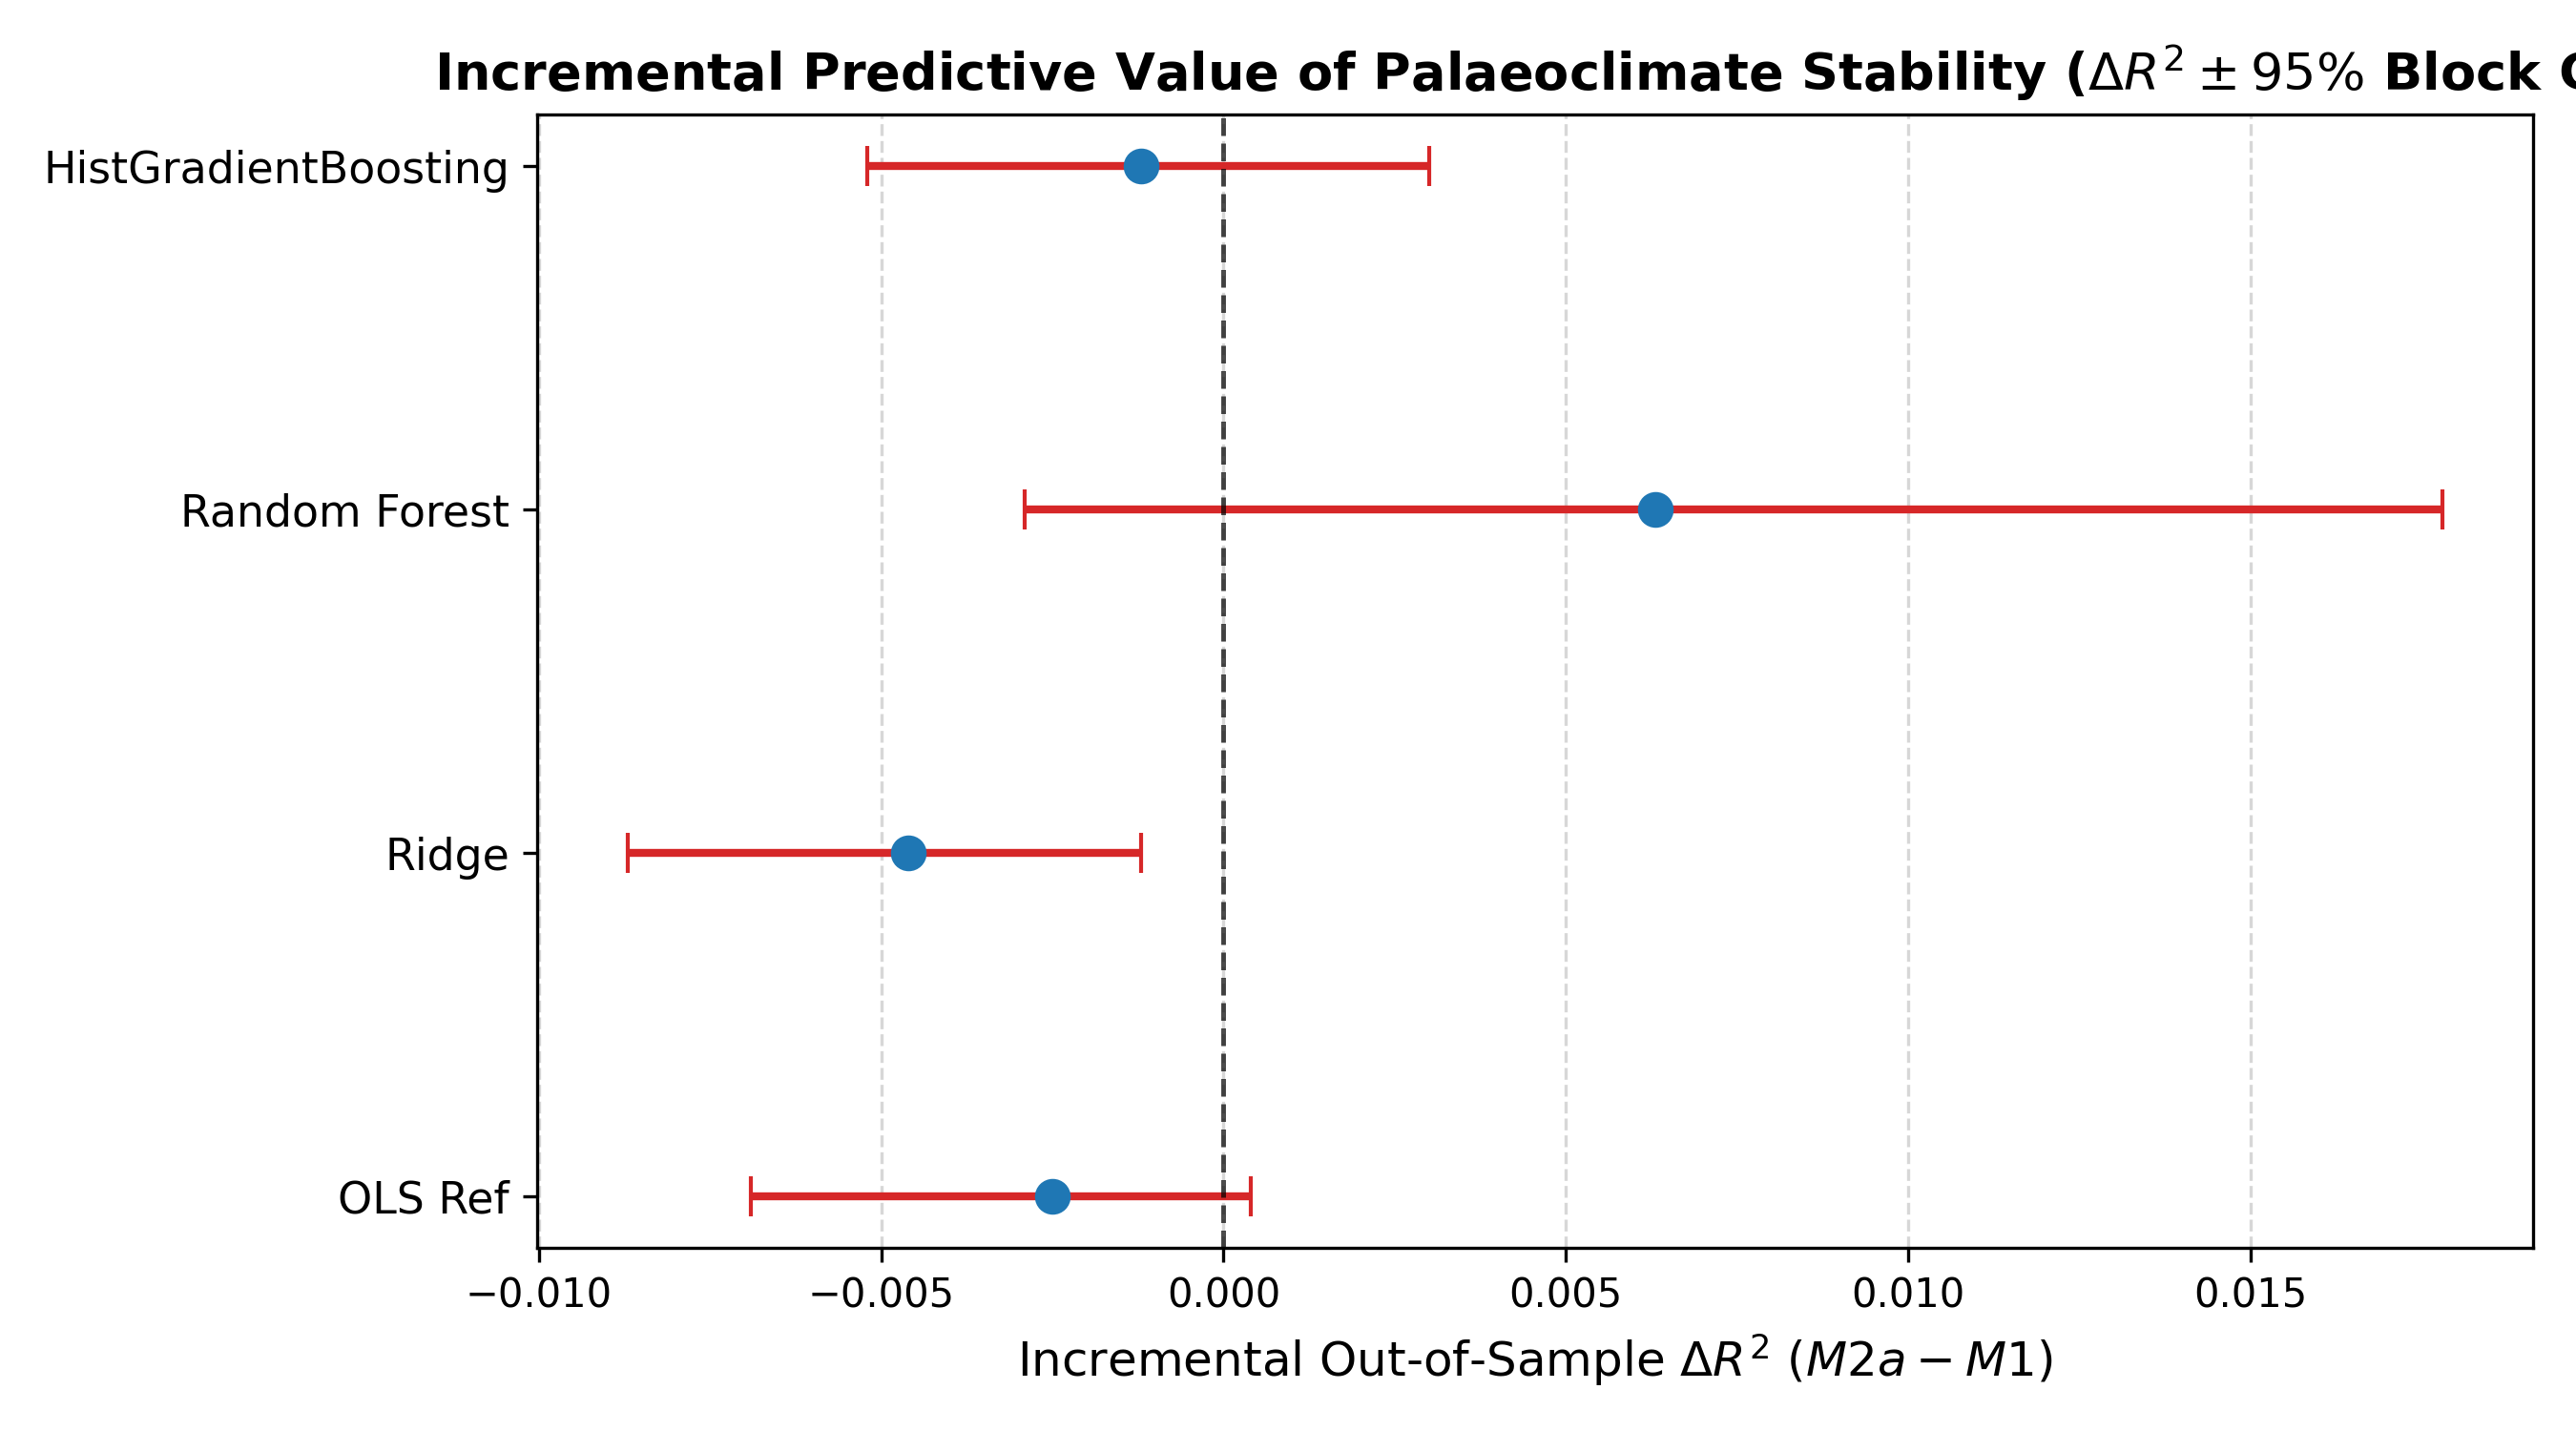 Incremental Predictive Value of Palaeoclimate Stability (ΔR² ± 95% Block
HistGradientBoosting
Random Forest
Ridge
OLS Ref
−0.010 −0.005 0.000 0.005 0.010 0.015
Incremental Out-of-Sample ΔR² (M2a − M1)